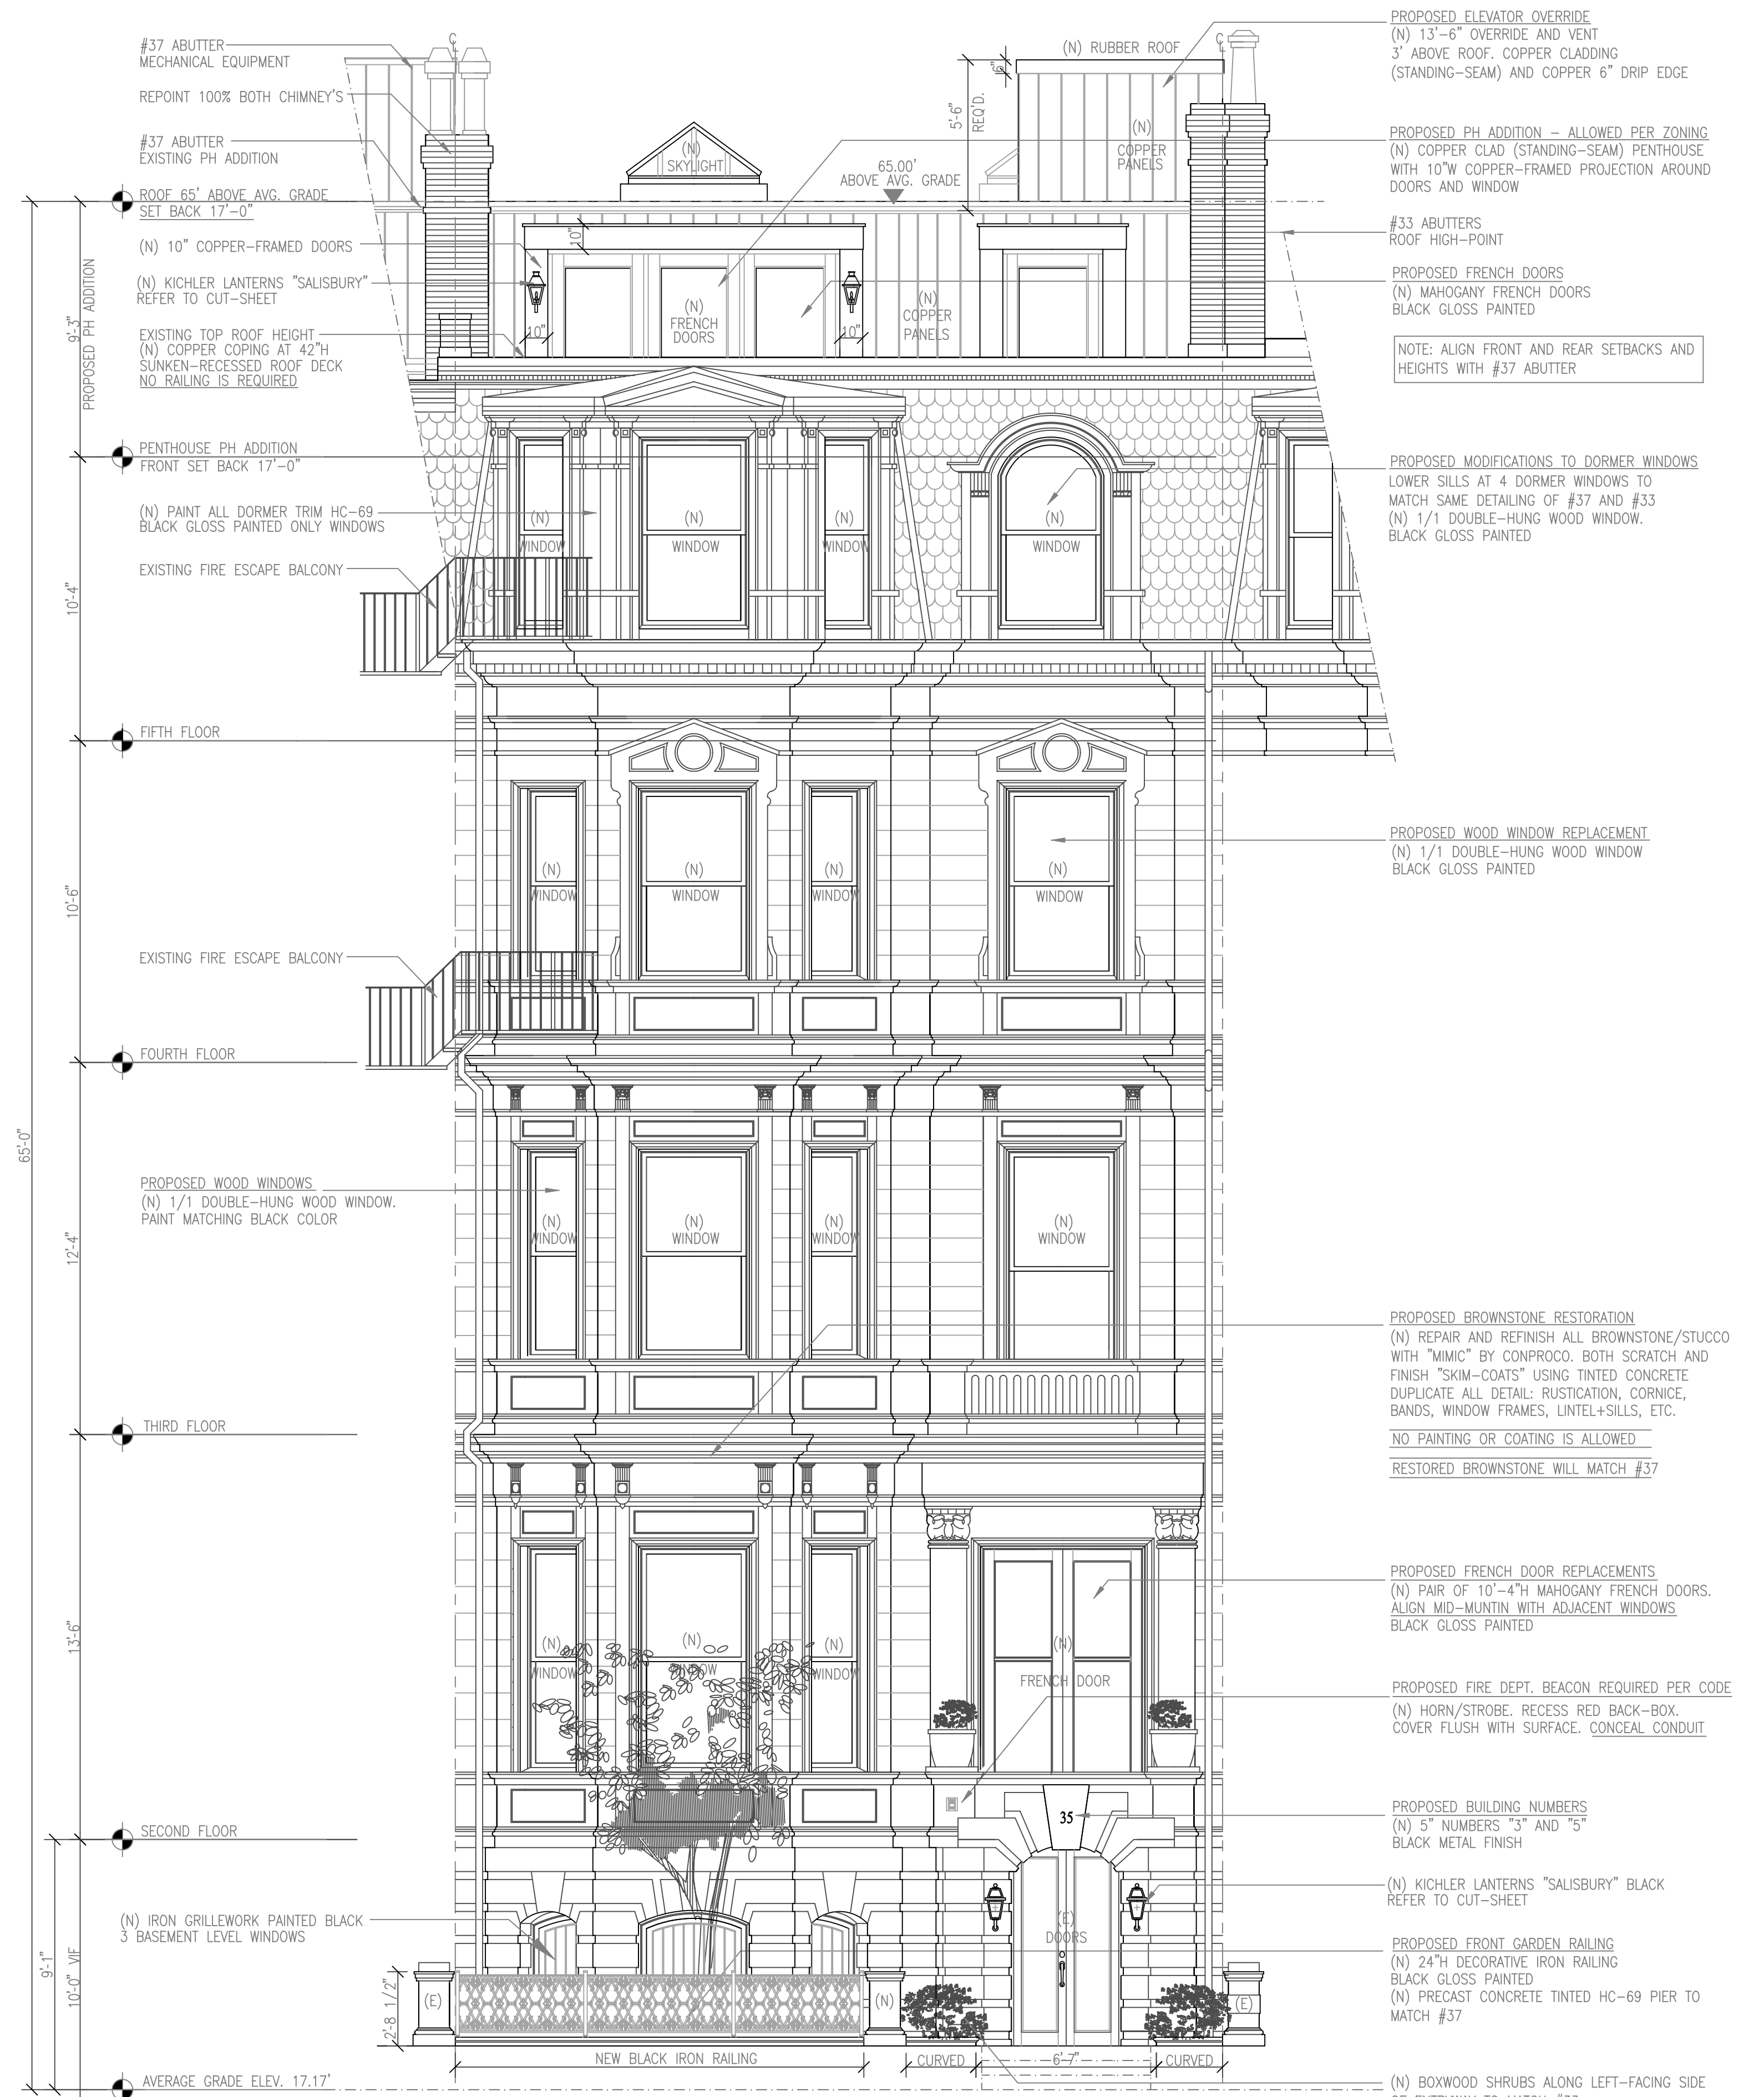 #37 ABUTTER
MECHANICAL EQUIPMENT
REPOINT 100% BOTH CHIMNEY'S
#37 ABUTTER
EXISTING PH ADDITION
ROOF 65' ABOVE AVG. GRADE
SET BACK 17'-0"
(N) 10" COPPER-FRAMED DOORS
(N) KICHLER LANTERNS "SALISBURY"
REFER TO CUT-SHEET
EXISTING TOP ROOF HEIGHT
(N) COPPER COPING AT 42"H
SUNKEN-RECESSED ROOF DECK
NO RAILING IS REQUIRED
PENTHOUSE PH ADDITION
FRONT SET BACK 17'-0"
(N) PAINT ALL DORMER TRIM HC-69
BLACK GLOSS PAINTED ONLY WINDOWS
EXISTING FIRE ESCAPE BALCONY
FIFTH FLOOR
EXISTING FIRE ESCAPE BALCONY
FOURTH FLOOR
PROPOSED WOOD WINDOWS
(N) 1/1 DOUBLE-HUNG WOOD WINDOW.
PAINT MATCHING BLACK COLOR
THIRD FLOOR
SECOND FLOOR
(N) IRON GRILLEWORK PAINTED BLACK
3 BASEMENT LEVEL WINDOWS
AVERAGE GRADE ELEV. 17.17'
65'-0"
9'-3"
PROPOSED PH ADDITION
10'-4"
10'-6"
12'-4"
13'-6"
9'-1"
10'-0" VIF
2'-8 1/2"
℄
(N) RUBBER ROOF
℄
6"
5'-6"
REQ'D.
(N)
SKYLIGHT
65.00'
ABOVE AVG. GRADE
(N)
COPPER
PANELS
10"
(N)
FRENCH
DOORS
10"
10"
(N)
COPPER
PANELS
(N)
WINDOW
(N)
WINDOW
(N)
WINDOW
(N)
WINDOW
(N)
WINDOW
(N)
WINDOW
(N)
WINDOW
(N)
WINDOW
(N)
WINDOW
(N)
WINDOW
(N)
WINDOW
(N)
WINDOW
(N)
WINDOW
(N)
WINDOW
(N)
WINDOW
(N)
FRENCH DOOR
35
(E)
DOORS
(E)
(N)
(E)
NEW BLACK IRON RAILING
CURVED
6'-7"
CURVED
PROPOSED ELEVATOR OVERRIDE
(N) 13'-6" OVERRIDE AND VENT
3' ABOVE ROOF. COPPER CLADDING
(STANDING-SEAM) AND COPPER 6" DRIP EDGE
PROPOSED PH ADDITION - ALLOWED PER ZONING
(N) COPPER CLAD (STANDING-SEAM) PENTHOUSE
WITH 10"W COPPER-FRAMED PROJECTION AROUND
DOORS AND WINDOW
#33 ABUTTERS
ROOF HIGH-POINT
PROPOSED FRENCH DOORS
(N) MAHOGANY FRENCH DOORS
BLACK GLOSS PAINTED
NOTE: ALIGN FRONT AND REAR SETBACKS AND
HEIGHTS WITH #37 ABUTTER
PROPOSED MODIFICATIONS TO DORMER WINDOWS
LOWER SILLS AT 4 DORMER WINDOWS TO
MATCH SAME DETAILING OF #37 AND #33
(N) 1/1 DOUBLE-HUNG WOOD WINDOW.
BLACK GLOSS PAINTED
PROPOSED WOOD WINDOW REPLACEMENT
(N) 1/1 DOUBLE-HUNG WOOD WINDOW
BLACK GLOSS PAINTED
PROPOSED BROWNSTONE RESTORATION
(N) REPAIR AND REFINISH ALL BROWNSTONE/STUCCO
WITH "MIMIC" BY CONPROCO. BOTH SCRATCH AND
FINISH "SKIM-COATS" USING TINTED CONCRETE
DUPLICATE ALL DETAIL: RUSTICATION, CORNICE,
BANDS, WINDOW FRAMES, LINTEL+SILLS, ETC.
NO PAINTING OR COATING IS ALLOWED
RESTORED BROWNSTONE WILL MATCH #37
PROPOSED FRENCH DOOR REPLACEMENTS
(N) PAIR OF 10'-4"H MAHOGANY FRENCH DOORS.
ALIGN MID-MUNTIN WITH ADJACENT WINDOWS
BLACK GLOSS PAINTED
PROPOSED FIRE DEPT. BEACON REQUIRED PER CODE
(N) HORN/STROBE. RECESS RED BACK-BOX.
COVER FLUSH WITH SURFACE. CONCEAL CONDUIT
PROPOSED BUILDING NUMBERS
(N) 5" NUMBERS "3" AND "5"
BLACK METAL FINISH
(N) KICHLER LANTERNS "SALISBURY" BLACK
REFER TO CUT-SHEET
PROPOSED FRONT GARDEN RAILING
(N) 24"H DECORATIVE IRON RAILING
BLACK GLOSS PAINTED
(N) PRECAST CONCRETE TINTED HC-69 PIER TO
MATCH #37
(N) BOXWOOD SHRUBS ALONG LEFT-FACING SIDE